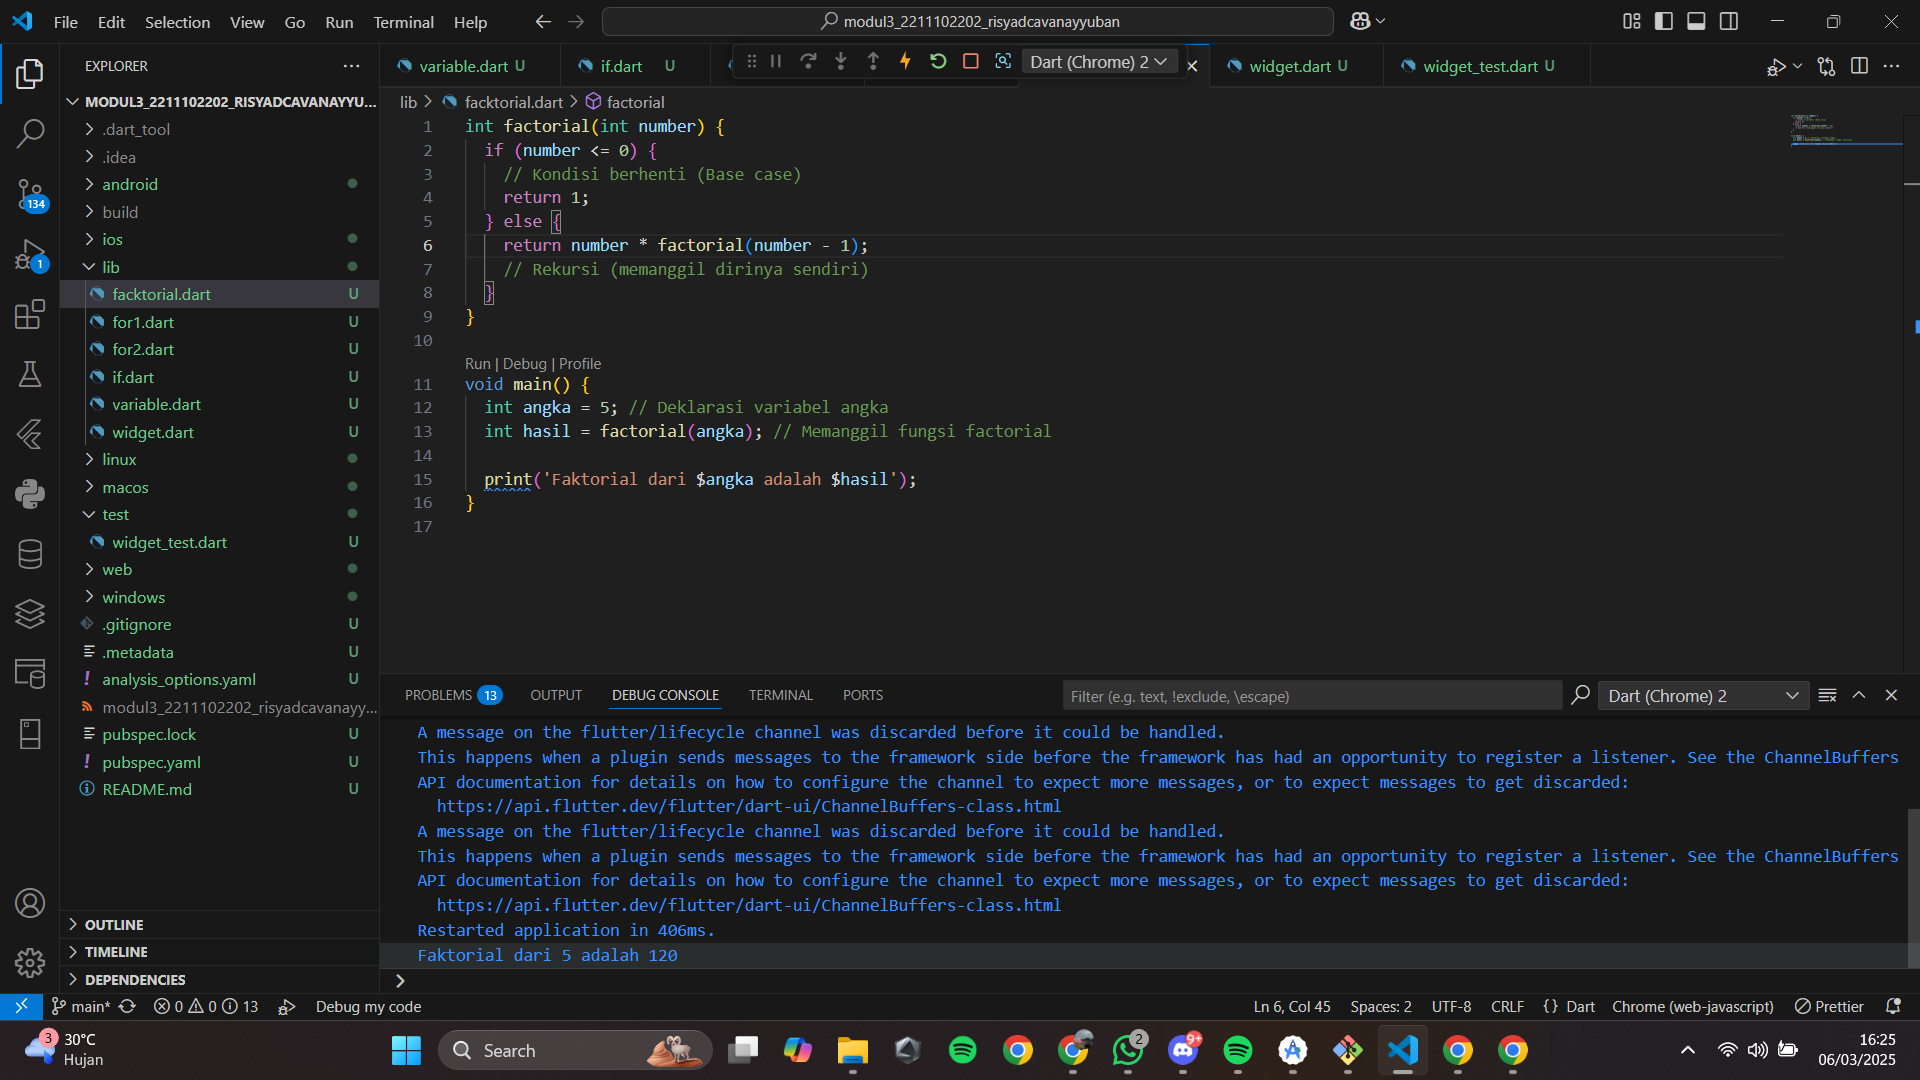 File Edit Selection View Go Run Terminal Help
modul3_2211102202_risyadcavanayyuban
EXPLORER
variable.dart U
if.dart U
Dart (Chrome) 2
widget.dart U
widget_test.dart U
MODUL3_2211102202_RISYADCAVANAYYU...
.dart_tool
.idea
android
build
ios
lib
facktorial.dart U
for1.dart U
for2.dart U
if.dart U
variable.dart U
widget.dart U
linux
macos
test
widget_test.dart U
web
windows
.gitignore U
.metadata U
analysis_options.yaml U
modul3_2211102202_risyadcavanayy...
pubspec.lock U
pubspec.yaml U
README.md U
OUTLINE
TIMELINE
DEPENDENCIES
134
1
lib > facktorial.dart > factorial
1 int factorial(int number) {
2 if (number <= 0) {
3 // Kondisi berhenti (Base case)
4 return 1;
5 } else {
6 return number * factorial(number - 1);
7 // Rekursi (memanggil dirinya sendiri)
8 }
9 }
10
Run | Debug | Profile
11 void main() {
12 int angka = 5; // Deklarasi variabel angka
13 int hasil = factorial(angka); // Memanggil fungsi factorial
14
15 print('Faktorial dari $angka adalah $hasil');
16 }
17
PROBLEMS 13 OUTPUT DEBUG CONSOLE TERMINAL PORTS
Filter (e.g. text, !exclude, \escape)
Dart (Chrome) 2
A message on the flutter/lifecycle channel was discarded before it could be handled.
This happens when a plugin sends messages to the framework side before the framework has had an opportunity to register a listener. See the ChannelBuffers
API documentation for details on how to configure the channel to expect more messages, or to expect messages to get discarded:
https://api.flutter.dev/flutter/dart-ui/ChannelBuffers-class.html
A message on the flutter/lifecycle channel was discarded before it could be handled.
This happens when a plugin sends messages to the framework side before the framework has had an opportunity to register a listener. See the ChannelBuffers
API documentation for details on how to configure the channel to expect more messages, or to expect messages to get discarded:
https://api.flutter.dev/flutter/dart-ui/ChannelBuffers-class.html
Restarted application in 406ms.
Faktorial dari 5 adalah 120
>
main* 0 0 13 Debug my code
Ln 6, Col 45 Spaces: 2 UTF-8 CRLF {} Dart Chrome (web-javascript) Prettier
3
30°C
Hujan
Search
2
9+
16:25
06/03/2025